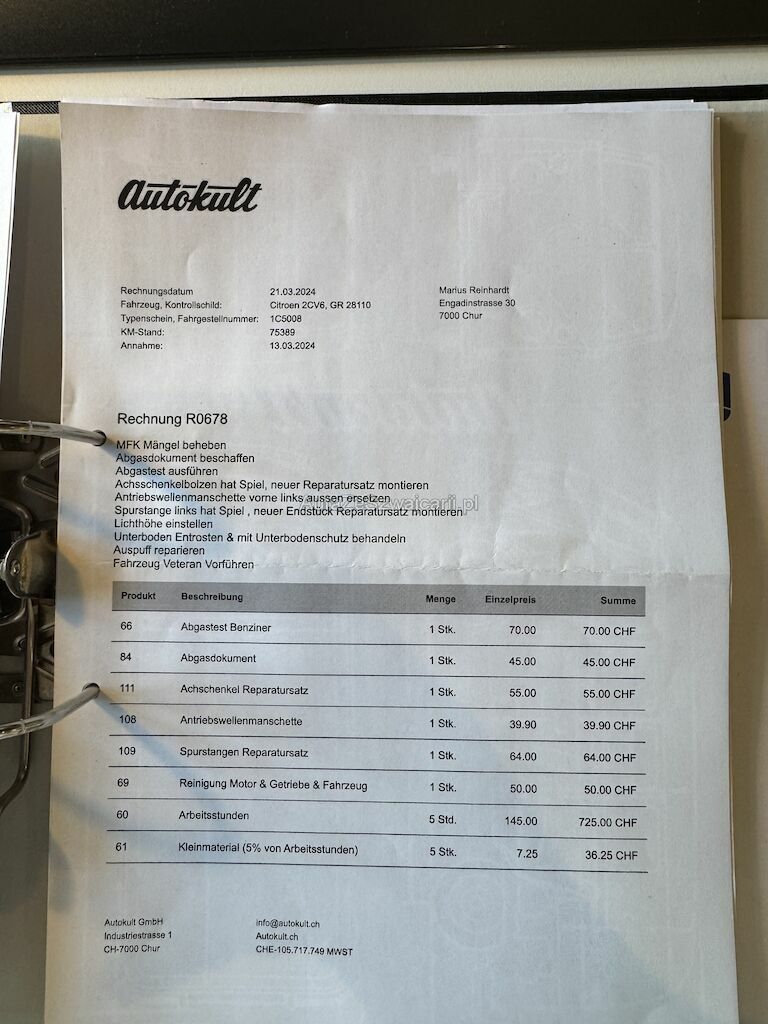 Autokult
Rechnungsdatum 21.03.2024
Fahrzeug, Kontrollschild: Citroen 2CV6, GR 28110
Typenschein, Fahrgestellnummer: 1C5008
KM-Stand: 75389
Annahme: 13.03.2024
Marius Reinhardt
Engadinstrasse 30
7000 Chur
Rechnung R0678
MFK Mängel beheben
Abgasdokument beschaffen
Abgastest ausführen
Achsschenkelbolzen hat Spiel, neuer Reparatursatz montieren
Antriebswellenmanschette vorne links aussen ersetzen
Spurstange links hat Spiel , neuer Endstück Reparatursatz montieren
Lichthöhe einstellen
Unterboden Entrosten & mit Unterbodenschutz behandeln
Auspuff reparieren
Fahrzeug Veteran Vorführen
Produkt Beschreibung Menge Einzelpreis Summe
66 Abgastest Benziner 1 Stk. 70.00 70.00 CHF
84 Abgasdokument 1 Stk. 45.00 45.00 CHF
111 Achschenkel Reparatursatz 1 Stk. 55.00 55.00 CHF
108 Antriebswellenmanschette 1 Stk. 39.90 39.90 CHF
109 Spurstangen Reparatursatz 1 Stk. 64.00 64.00 CHF
69 Reinigung Motor & Getriebe & Fahrzeug 1 Stk. 50.00 50.00 CHF
60 Arbeitsstunden 5 Std. 145.00 725.00 CHF
61 Kleinmaterial (5% von Arbeitsstunden) 5 Stk. 7.25 36.25 CHF
Autokult GmbH
Industriestrasse 1
CH-7000 Chur
info@autokult.ch
Autokult.ch
CHE-105.717.749 MWST